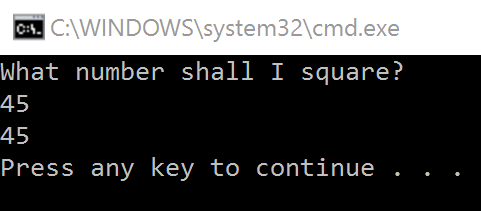 C:\WINDOWS\system32\cmd.exe
What number shall I square?
45
45
Press any key to continue . . .